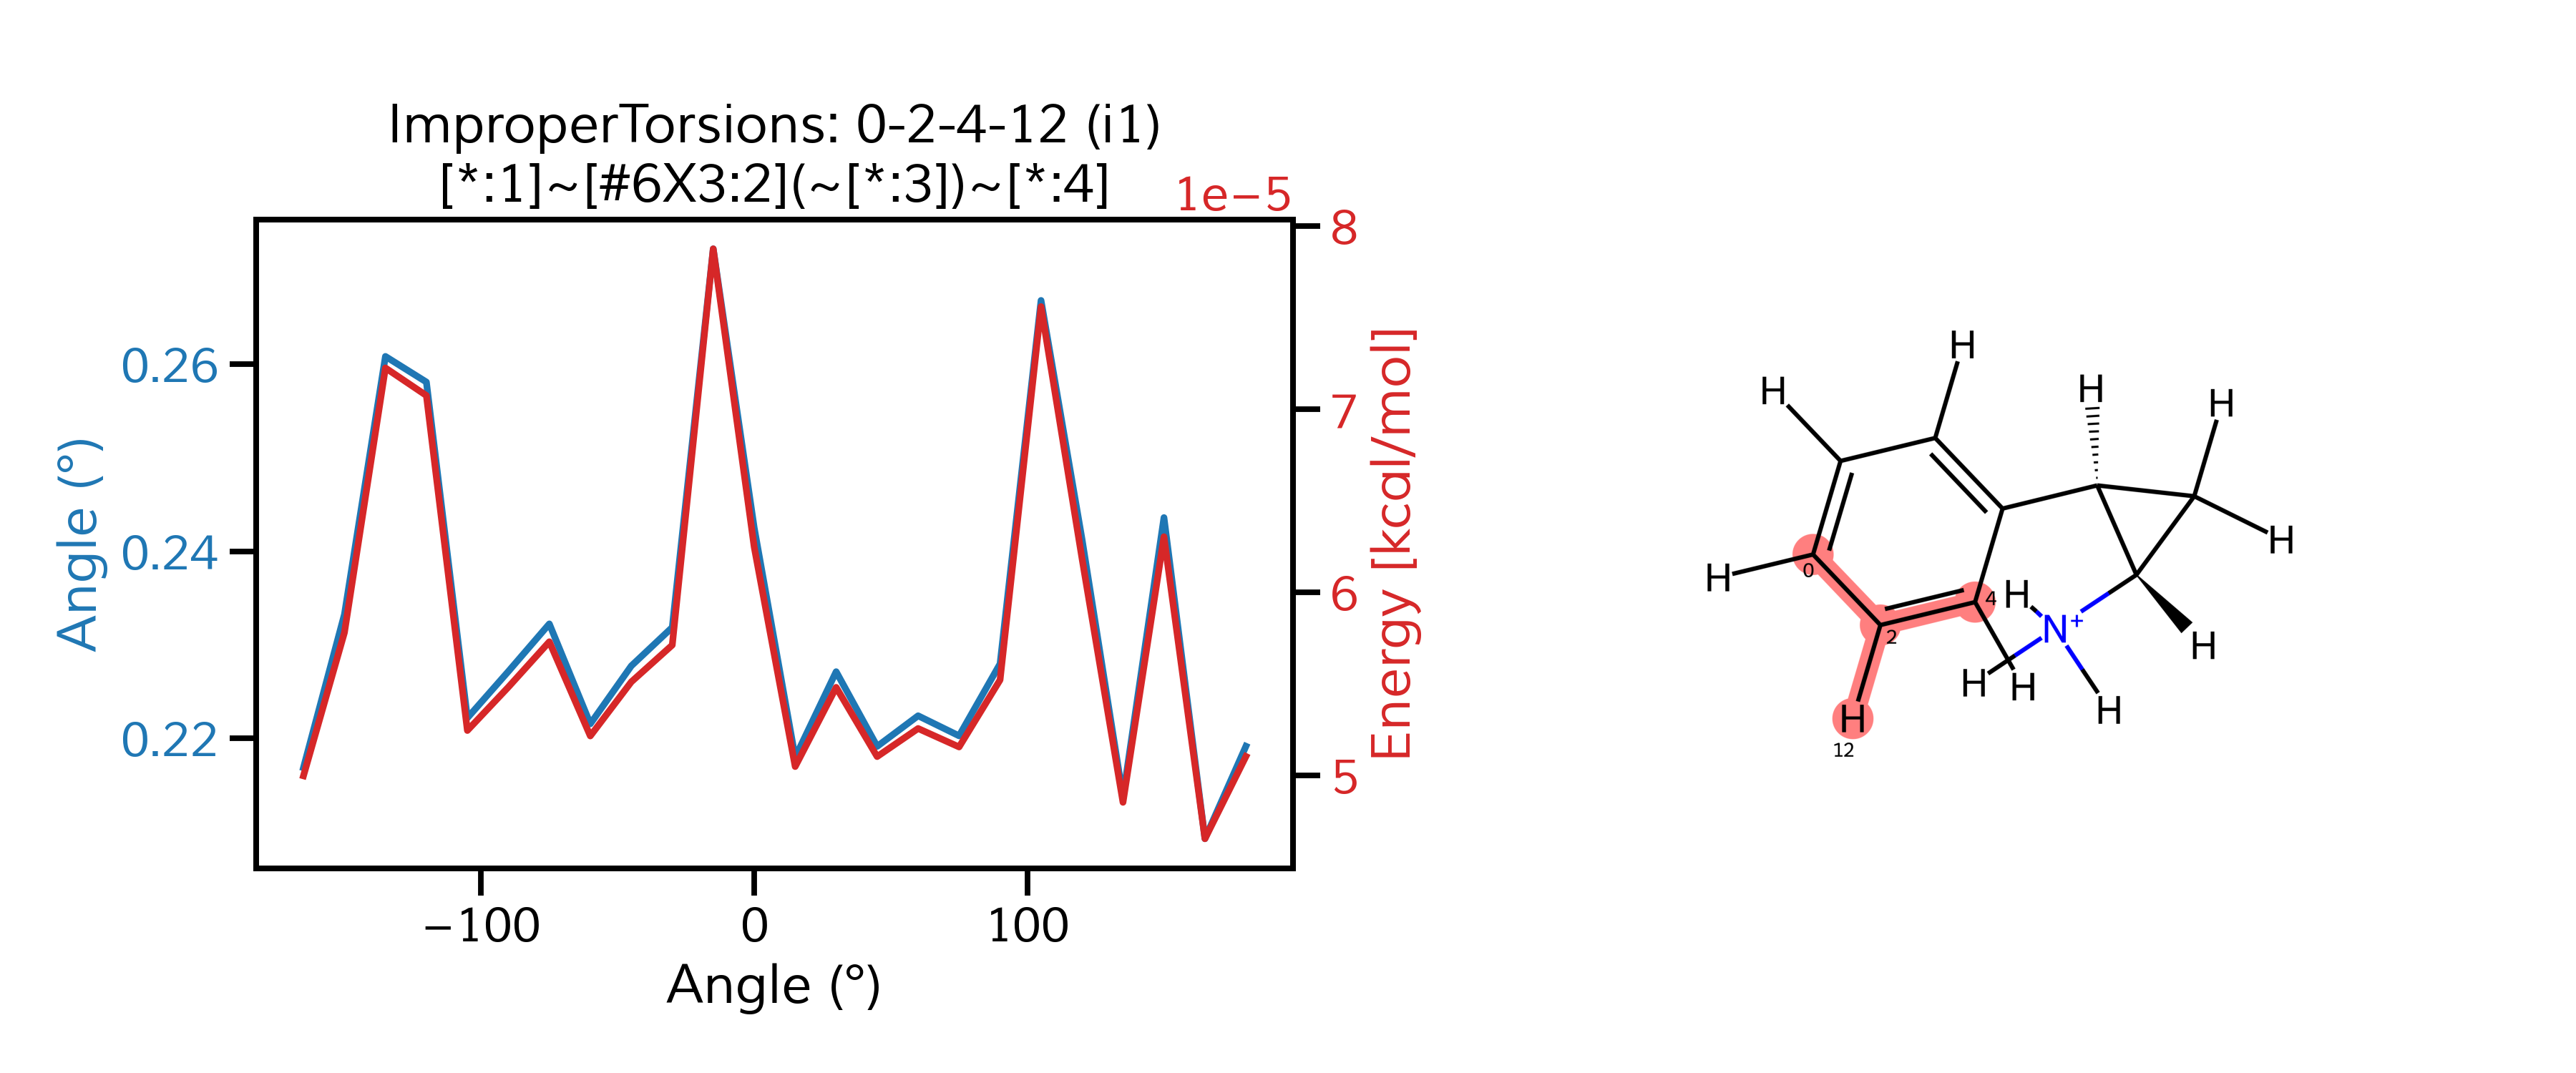 ImproperTorsions: 0-2-4-12 (i1)
[*:1]~[#6X3:2](~[*:3])~[*:4]
1e−5
8
7
6
5
Energy [kcal/mol]
0.26
0.24
0.22
Angle (°)
−100
0
100
Angle (°)
H
H
H
H
H
H
0
4
H
N+
2
H
H
H
H
H
12